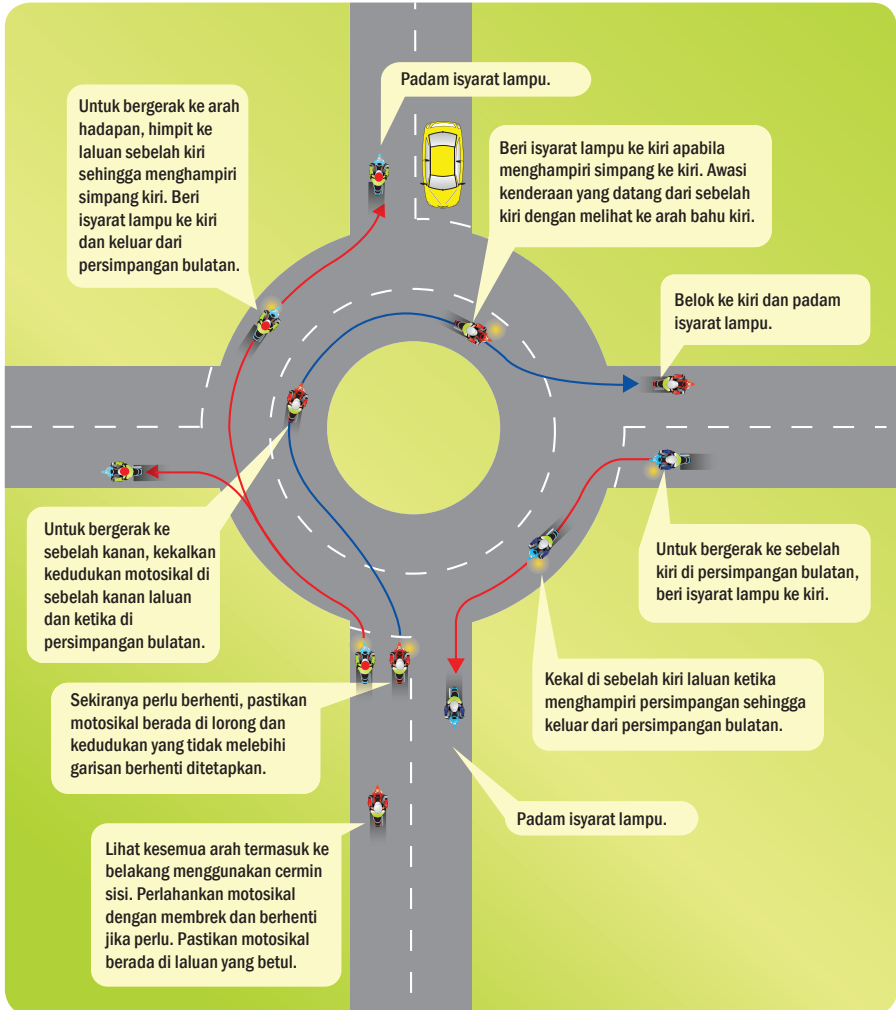 Padam isyarat lampu.
Untuk bergerak ke arah
hadapan, himpit ke
laluan sebelah kiri
sehingga menghampiri
simpang kiri. Beri
isyarat lampu ke kiri
dan keluar dari
persimpangan bulatan.
Beri isyarat lampu ke kiri apabila
menghampiri simpang ke kiri. Awasi
kenderaan yang datang dari sebelah
kiri dengan melihat ke arah bahu kiri.
Belok ke kiri dan padam
isyarat lampu.
Untuk bergerak ke
sebelah kanan, kekalkan
kedudukan motosikal di
sebelah kanan laluan
dan ketika di
persimpangan bulatan.
Untuk bergerak ke sebelah
kiri di persimpangan bulatan,
beri isyarat lampu ke kiri.
Sekiranya perlu berhenti, pastikan
motosikal berada di lorong dan
kedudukan yang tidak melebihi
garisan berhenti ditetapkan.
Kekal di sebelah kiri laluan ketika
menghampiri persimpangan sehingga
keluar dari persimpangan bulatan.
Padam isyarat lampu.
Lihat kesemua arah termasuk ke
belakang menggunakan cermin
sisi. Perlahankan motosikal
dengan membrek dan berhenti
jika perlu. Pastikan motosikal
berada di laluan yang betul.